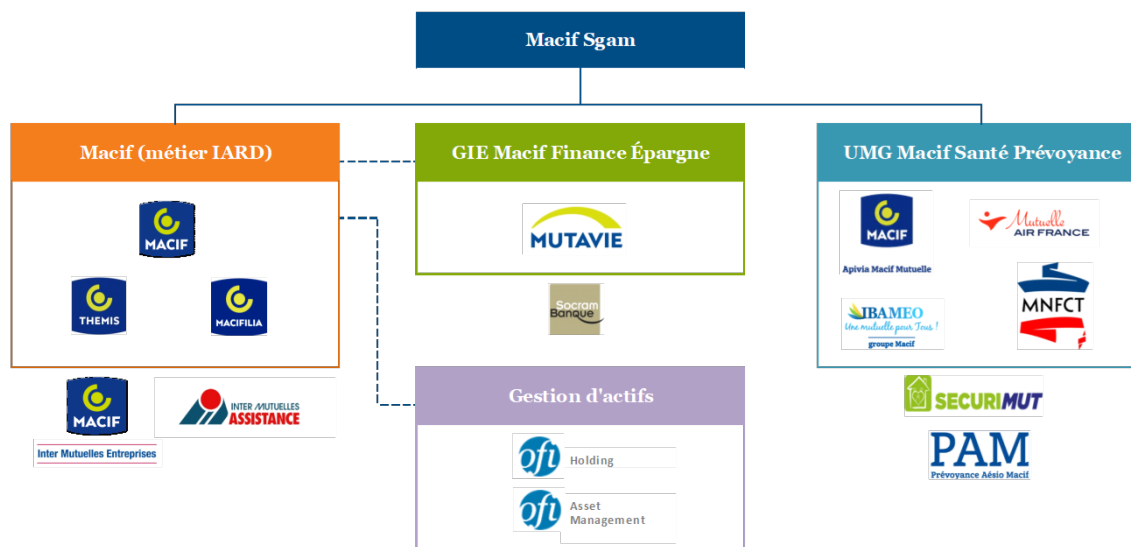 Macif Sgam
Macif (métier IARD)
MACIF
THEMIS
MACIFILIA
MACIF
Inter Mutuelles Entreprises
INTER MUTUELLES
ASSISTANCE
GIE Macif Finance Épargne
MUTAVIE
Socram
Banque
Gestion d'actifs
ofi
Holding
ofi
Asset
Management
UMG Macif Santé Prévoyance
MACIF
Apivia Macif Mutuelle
Mutuelle
AIR FRANCE
IBAMEO
Une mutuelle pour Tous !
groupe Macif
MNFCT
SECURIMUT
PAM
Prévoyance Aésio Macif